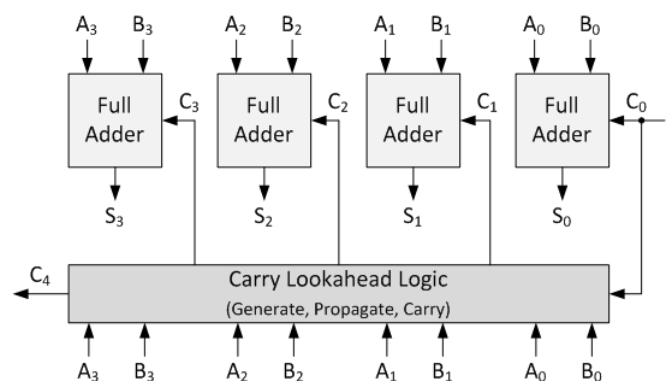 A₃ B₃ A₂ B₂ A₁ B₁ A₀ B₀
Full Adder C₃ Full Adder C₂ Full Adder C₁ Full Adder C₀
S₃ S₂ S₁ S₀
C₄
Carry Lookahead Logic
(Generate, Propagate, Carry)
A₃ B₃ A₂ B₂ A₁ B₁ A₀ B₀